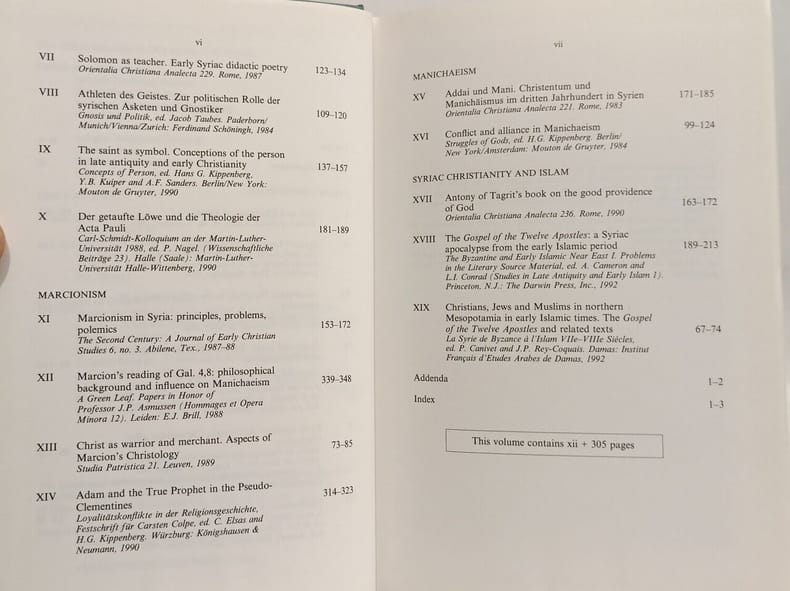 vi
VII Solomon as teacher. Early Syriac didactic poetry 123–134
Orientalia Christiana Analecta 229. Rome, 1987
VIII Athleten des Geistes. Zur politischen Rolle der
syrischen Asketen und Gnostiker 109–120
Gnosis und Politik, ed. Jacob Taubes. Paderborn/
Munich/Vienna/Zurich: Ferdinand Schöningh, 1984
IX The saint as symbol. Conceptions of the person
in late antiquity and early Christianity 137–157
Concepts of Person, ed. Hans G. Kippenberg,
Y.B. Kuiper and A.F. Sanders. Berlin/New York:
Mouton de Gruyter, 1990
X Der getaufte Löwe und die Theologie der
Acta Pauli 181–189
Carl-Schmidt-Kolloquium an der Martin-Luther-
Universität 1988, ed. P. Nagel. (Wissenschaftliche
Beiträge 23). Halle (Saale): Martin-Luther-
Universität Halle-Wittenberg, 1990
MARCIONISM
XI Marcionism in Syria: principles, problems,
polemics 153–172
The Second Century: A Journal of Early Christian
Studies 6, no. 3. Abilene, Tex., 1987–88
XII Marcion's reading of Gal. 4,8: philosophical
background and influence on Manichaeism 339–348
A Green Leaf. Papers in Honor of
Professor J.P. Asmussen (Hommages et Opera
Minora 12). Leiden: E.J. Brill, 1988
XIII Christ as warrior and merchant. Aspects of
Marcion's Christology 73–85
Studia Patristica 21. Leuven, 1989
XIV Adam and the True Prophet in the Pseudo-
Clementines 314–323
Loyalitätskonflikte in der Religionsgeschichte,
Festschrift für Carsten Colpe, ed. C. Elsas and
H.G. Kippenberg. Würzburg: Königshausen &
Neumann, 1990
vii
MANICHAEISM
XV Addai und Mani. Christentum und
Manichäismus im dritten Jahrhundert in Syrien 171–185
Orientalia Christiana Analecta 221. Rome, 1983
XVI Conflict and alliance in Manichaeism 99–124
Struggles of Gods, ed. H.G. Kippenberg. Berlin/
New York/Amsterdam: Mouton de Gruyter, 1984
SYRIAC CHRISTIANITY AND ISLAM
XVII Antony of Tagrit's book on the good providence
of God 163–172
Orientalia Christiana Analecta 236. Rome, 1990
XVIII The Gospel of the Twelve Apostles: a Syriac
apocalypse from the early Islamic period 189–213
The Byzantine and Early Islamic Near East I. Problems
in the Literary Source Material, ed. A. Cameron and
L.I. Conrad (Studies in Late Antiquity and Early Islam 1).
Princeton, N.J.: The Darwin Press, Inc., 1992
XIX Christians, Jews and Muslims in northern
Mesopotamia in early Islamic times. The Gospel
of the Twelve Apostles and related texts 67–74
La Syrie de Byzance à l'Islam VIIe–VIIIe Siécles,
ed. P. Canivet and J.P. Rey-Coquais. Damas: Institut
Français d'Etudes Arabes de Damas, 1992
Addenda 1–2
Index 1–3
This volume contains xii + 305 pages